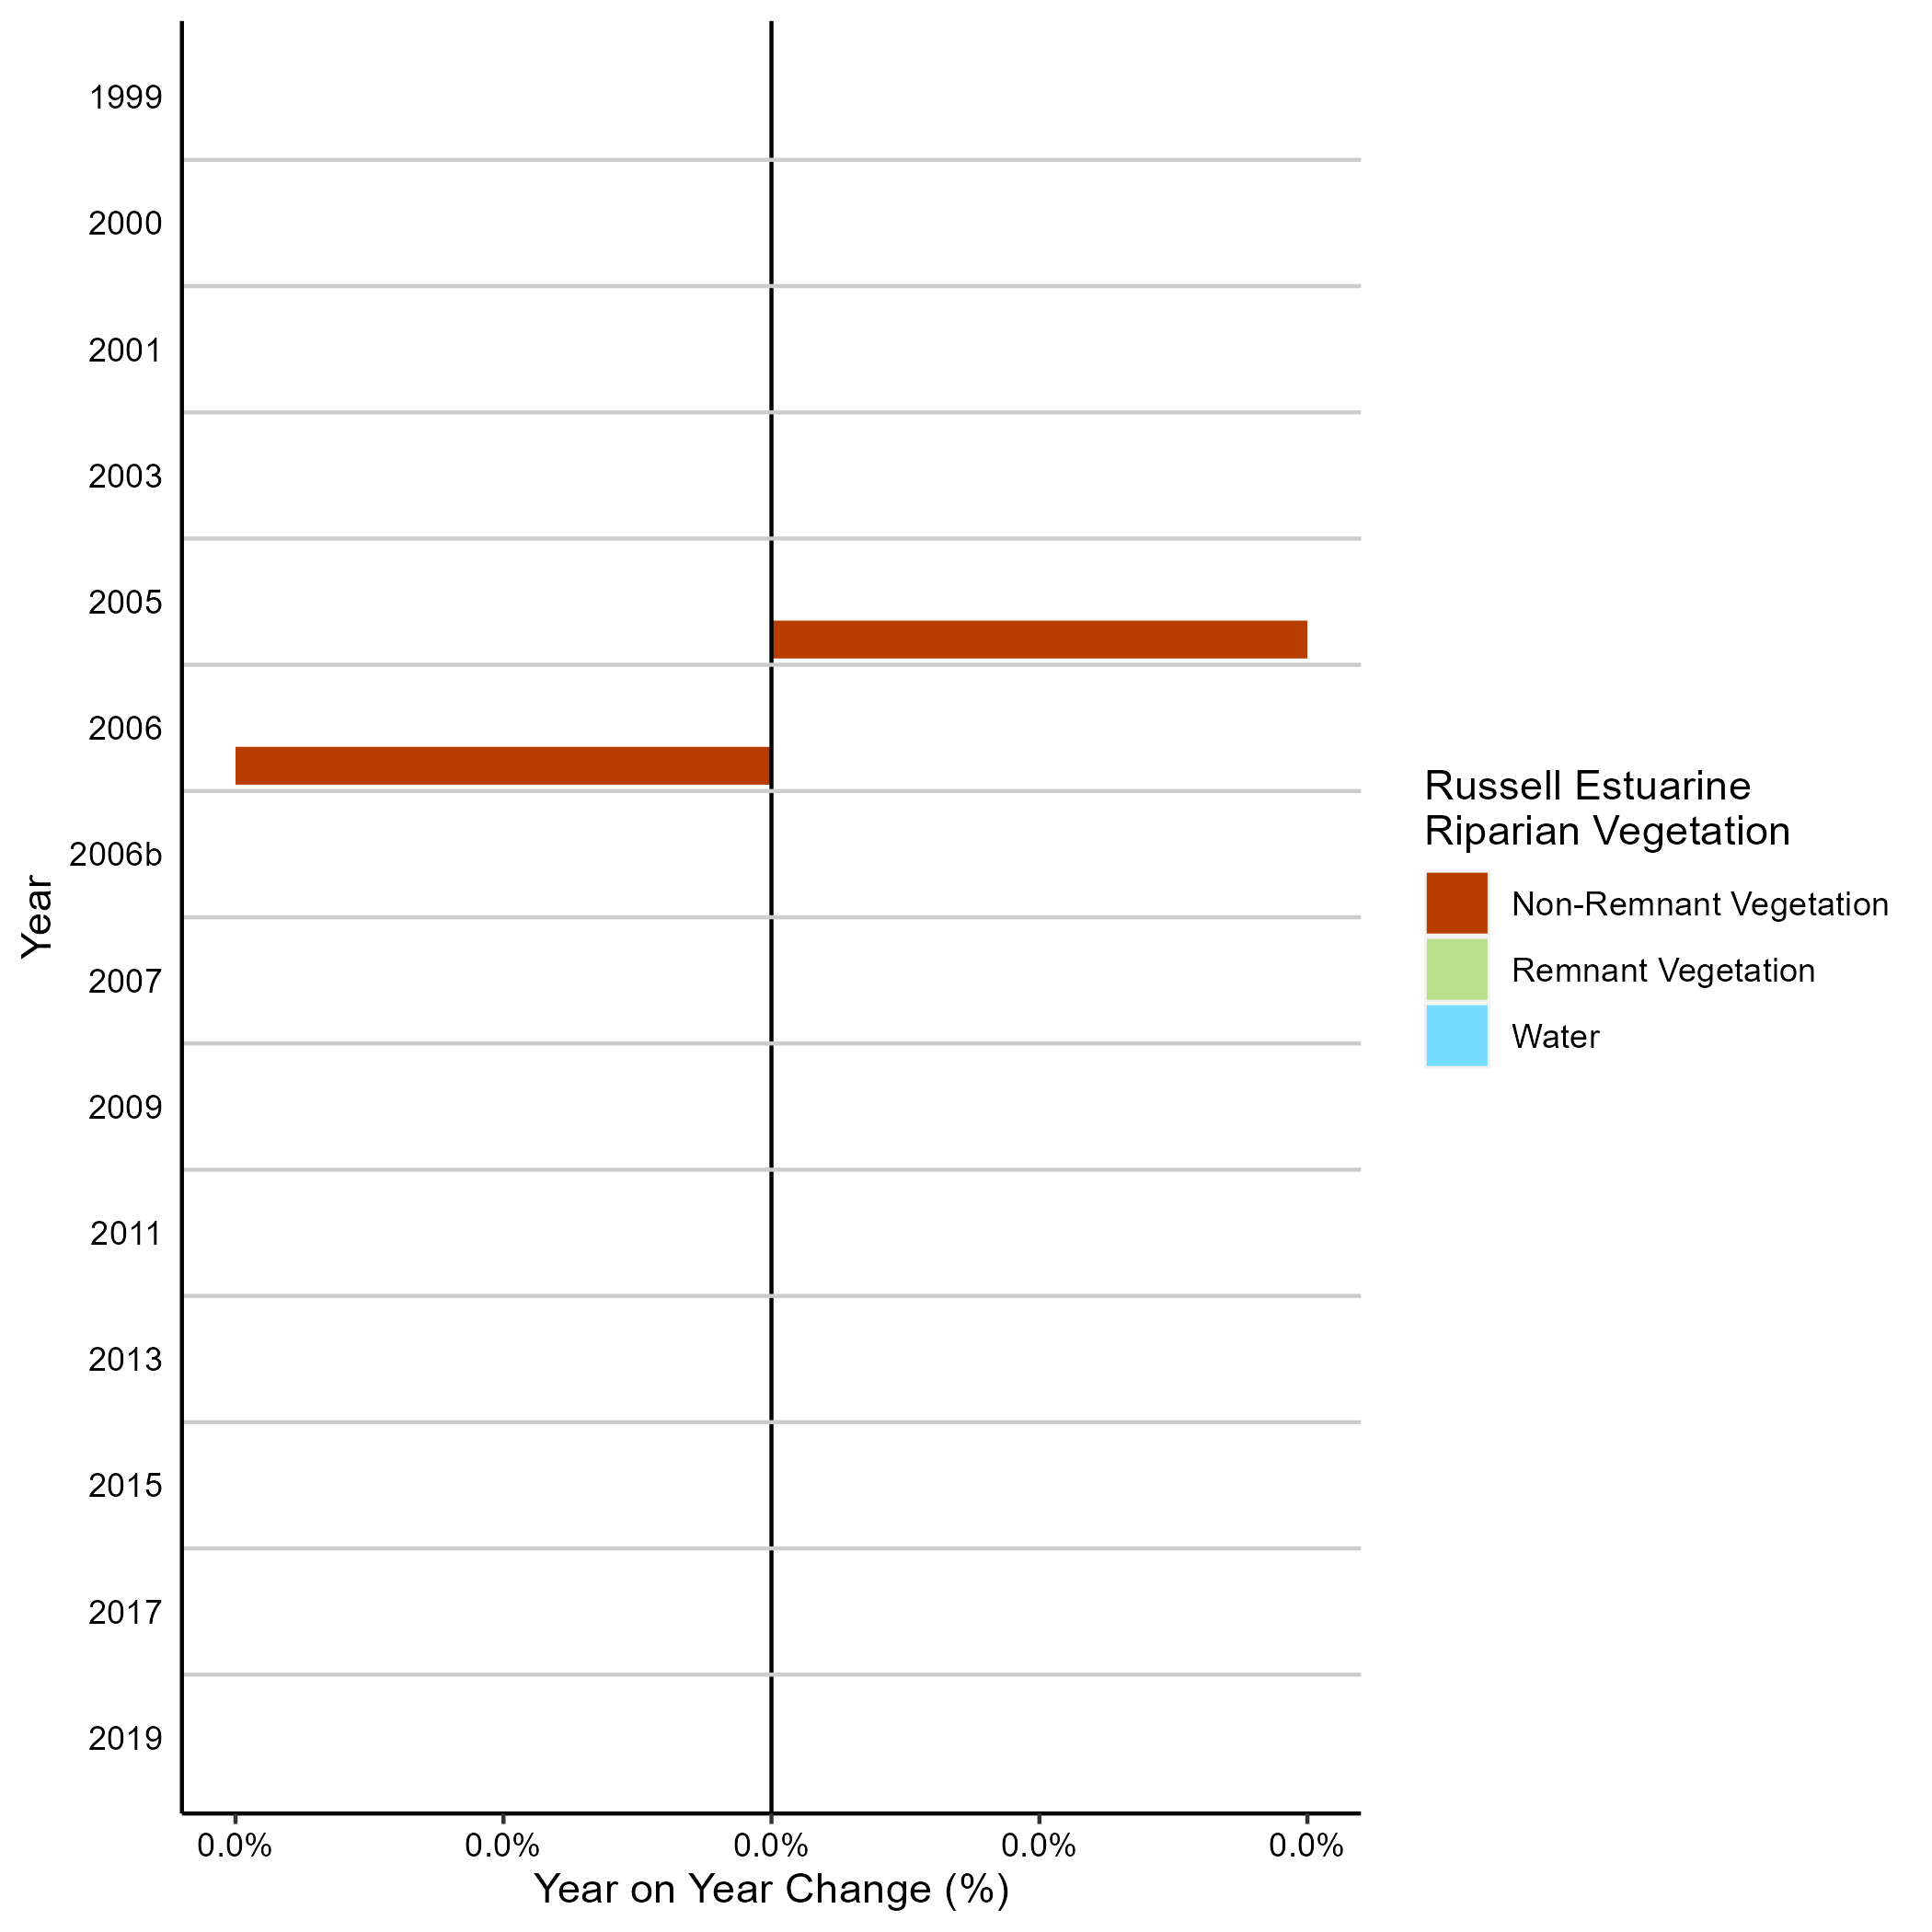 1999
2000
2001
2003
2005
2006
2006b
2007
2009
2011
2013
2015
2017
2019
Year
0.0% 0.0% 0.0% 0.0% 0.0%
Year on Year Change (%)
Russell Estuarine
Riparian Vegetation
Non-Remnant Vegetation
Remnant Vegetation
Water